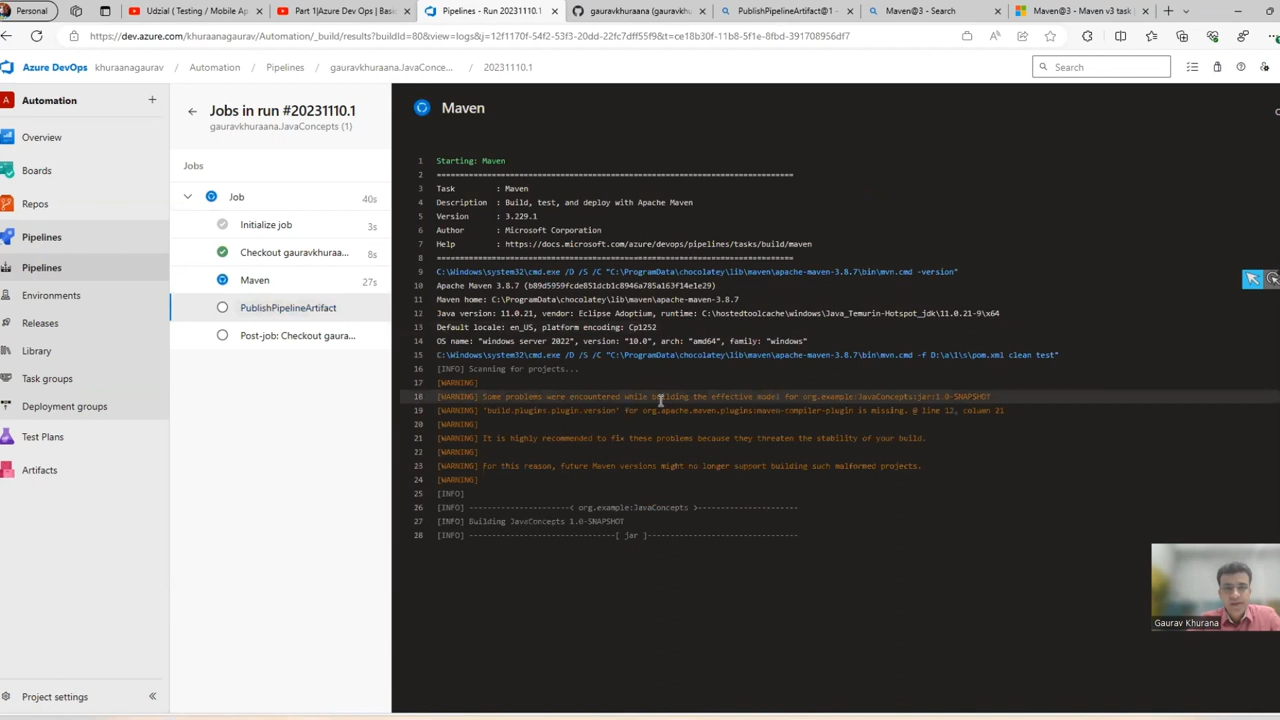 Personal
Udzial ( Testing / Mobile Ap
Part 1|Azure Dev Ops | Basic
Pipelines - Run 20231110.1
gauravkhuraana (gauravkhu
PublishPipelineArtifact@1 -
Maven@3 - Search
Maven@3 - Maven v3 task
https://dev.azure.com/khuraanagaurav/Automation/_build/results?buildId=80&view=logs&j=12f1170f-54f2-53f3-20dd-22fc7dff55f9&t=ce18b30f-11b8-5f1e-8fbd-391708956df7
Azure DevOps
khuraanagaurav
/
Automation
/
Pipelines
/
gauravkhuraana.JavaConce...
/
20231110.1
Search
A
Automation
+
Overview
Boards
Repos
Pipelines
Pipelines
Environments
Releases
Library
Task groups
Deployment groups
Test Plans
Artifacts
Project settings
Jobs in run #20231110.1
gauravkhuraana.JavaConcepts (1)
Jobs
Job 40s
Initialize job 3s
Checkout gauravkhuraa... 8s
Maven 27s
PublishPipelineArtifact
Post-job: Checkout gaura...
Maven
1 Starting: Maven
2 ==============================================================================
3 Task         : Maven
4 Description  : Build, test, and deploy with Apache Maven
5 Version      : 3.229.1
6 Author       : Microsoft Corporation
7 Help         : https://docs.microsoft.com/azure/devops/pipelines/tasks/build/maven
8 ==============================================================================
9 C:\Windows\system32\cmd.exe /D /S /C "C:\ProgramData\chocolatey\lib\maven\apache-maven-3.8.7\bin\mvn.cmd -version"
10 Apache Maven 3.8.7 (b89d5959fcde851dcb1c8946a785a163f14e1e29)
11 Maven home: C:\ProgramData\chocolatey\lib\maven\apache-maven-3.8.7
12 Java version: 11.0.21, vendor: Eclipse Adoptium, runtime: C:\hostedtoolcache\windows\Java_Temurin-Hotspot_jdk\11.0.21-9\x64
13 Default locale: en_US, platform encoding: Cp1252
14 OS name: "windows server 2022", version: "10.0", arch: "amd64", family: "windows"
15 C:\Windows\system32\cmd.exe /D /S /C "C:\ProgramData\chocolatey\lib\maven\apache-maven-3.8.7\bin\mvn.cmd -f D:\a\1\s\pom.xml clean test"
16 [INFO] Scanning for projects...
17 [WARNING]
18 [WARNING] Some problems were encountered while building the effective model for org.example:JavaConcepts:jar:1.0-SNAPSHOT
19 [WARNING] 'build.plugins.plugin.version' for org.apache.maven.plugins:maven-compiler-plugin is missing. @ line 12, column 21
20 [WARNING]
21 [WARNING] It is highly recommended to fix these problems because they threaten the stability of your build.
22 [WARNING]
23 [WARNING] For this reason, future Maven versions might no longer support building such malformed projects.
24 [WARNING]
25 [INFO]
26 [INFO] ----------------------< org.example:JavaConcepts >----------------------
27 [INFO] Building JavaConcepts 1.0-SNAPSHOT
28 [INFO] --------------------------------[ jar ]---------------------------------
Gaurav Khurana